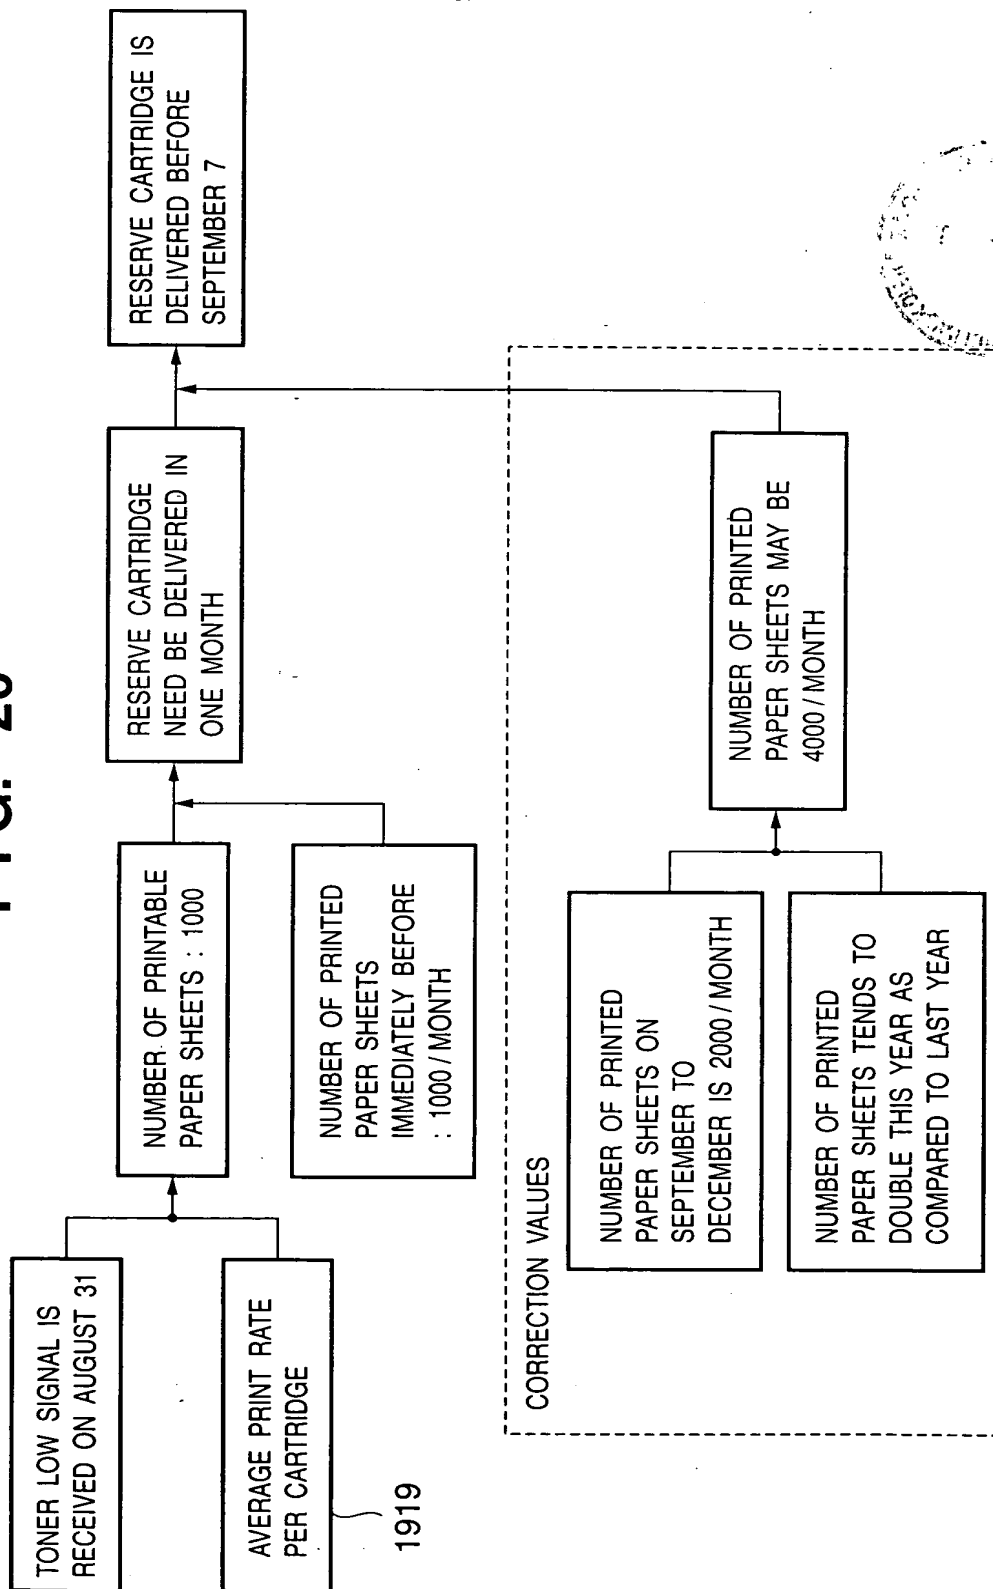 FIG. 20
TONER LOW SIGNAL IS
RECEIVED ON AUGUST 31
AVERAGE PRINT RATE
PER CARTRIDGE
1919
NUMBER OF PRINTABLE
PAPER SHEETS : 1000
NUMBER OF PRINTED
PAPER SHEETS
IMMEDIATELY BEFORE
: 1000 / MONTH
RESERVE CARTRIDGE
NEED BE DELIVERED IN
ONE MONTH
RESERVE CARTRIDGE IS
DELIVERED BEFORE
SEPTEMBER 7
CORRECTION VALUES
NUMBER OF PRINTED
PAPER SHEETS ON
SEPTEMBER TO
DECEMBER IS 2000 / MONTH
NUMBER OF PRINTED
PAPER SHEETS TENDS TO
DOUBLE THIS YEAR AS
COMPARED TO LAST YEAR
NUMBER OF PRINTED
PAPER SHEETS MAY BE
4000 / MONTH